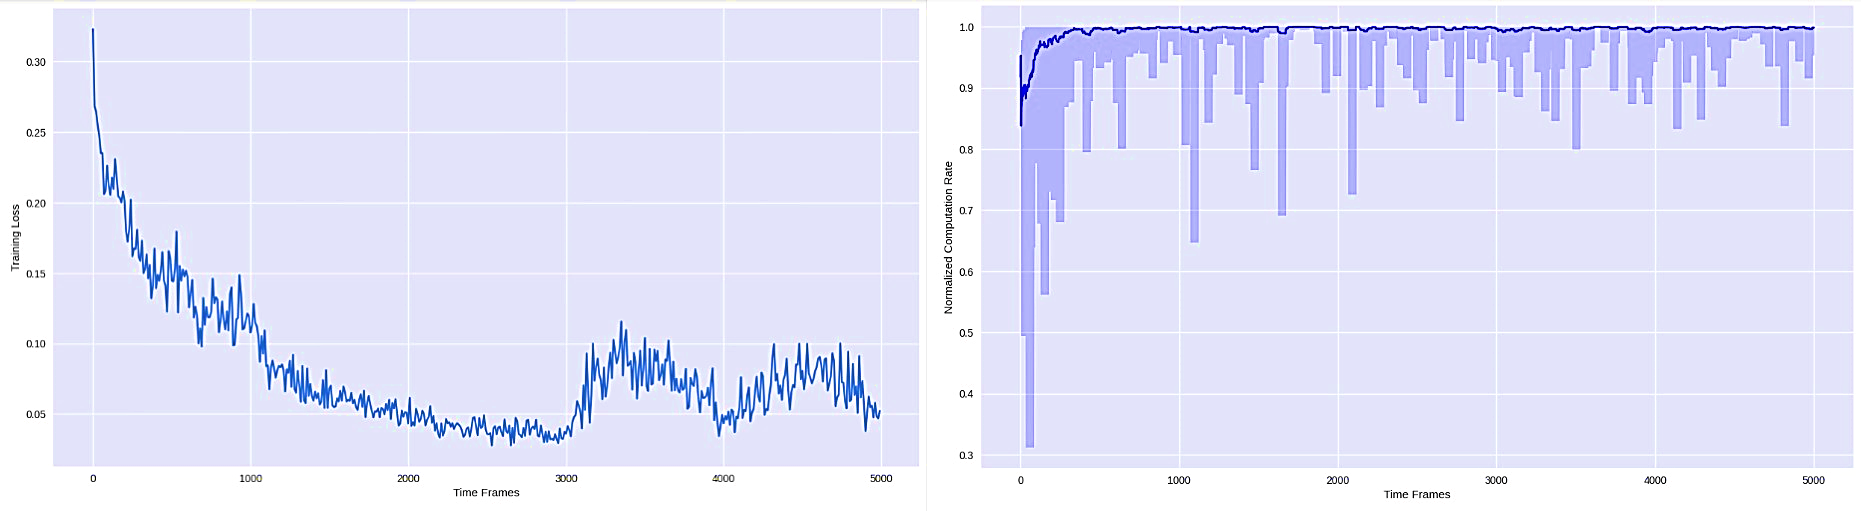 0.30
0.25
0.20
0.15
0.10
0.05
Training Loss
0 1000 2000 3000 4000 5000
Time Frames
1.0
0.9
0.8
0.7
0.6
0.5
0.4
0.3
Normalized Computation Rate
0 1000 2000 3000 4000 5000
Time Frames